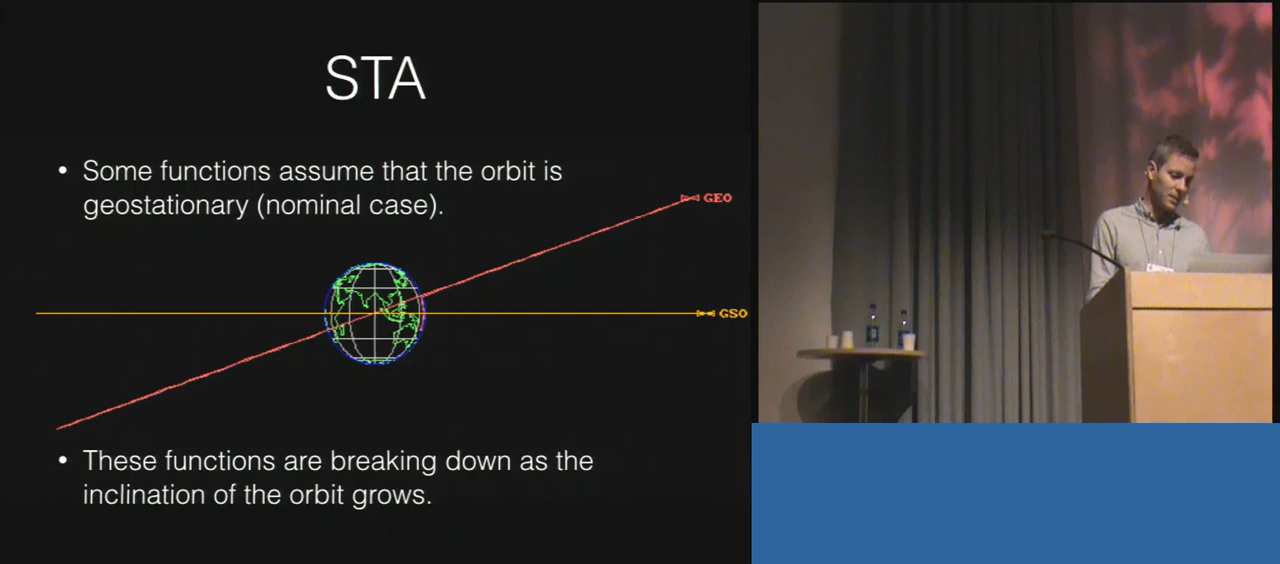 STA
• Some functions assume that the orbit is
geostationary (nominal case).
GEO
GSO
• These functions are breaking down as the
inclination of the orbit grows.